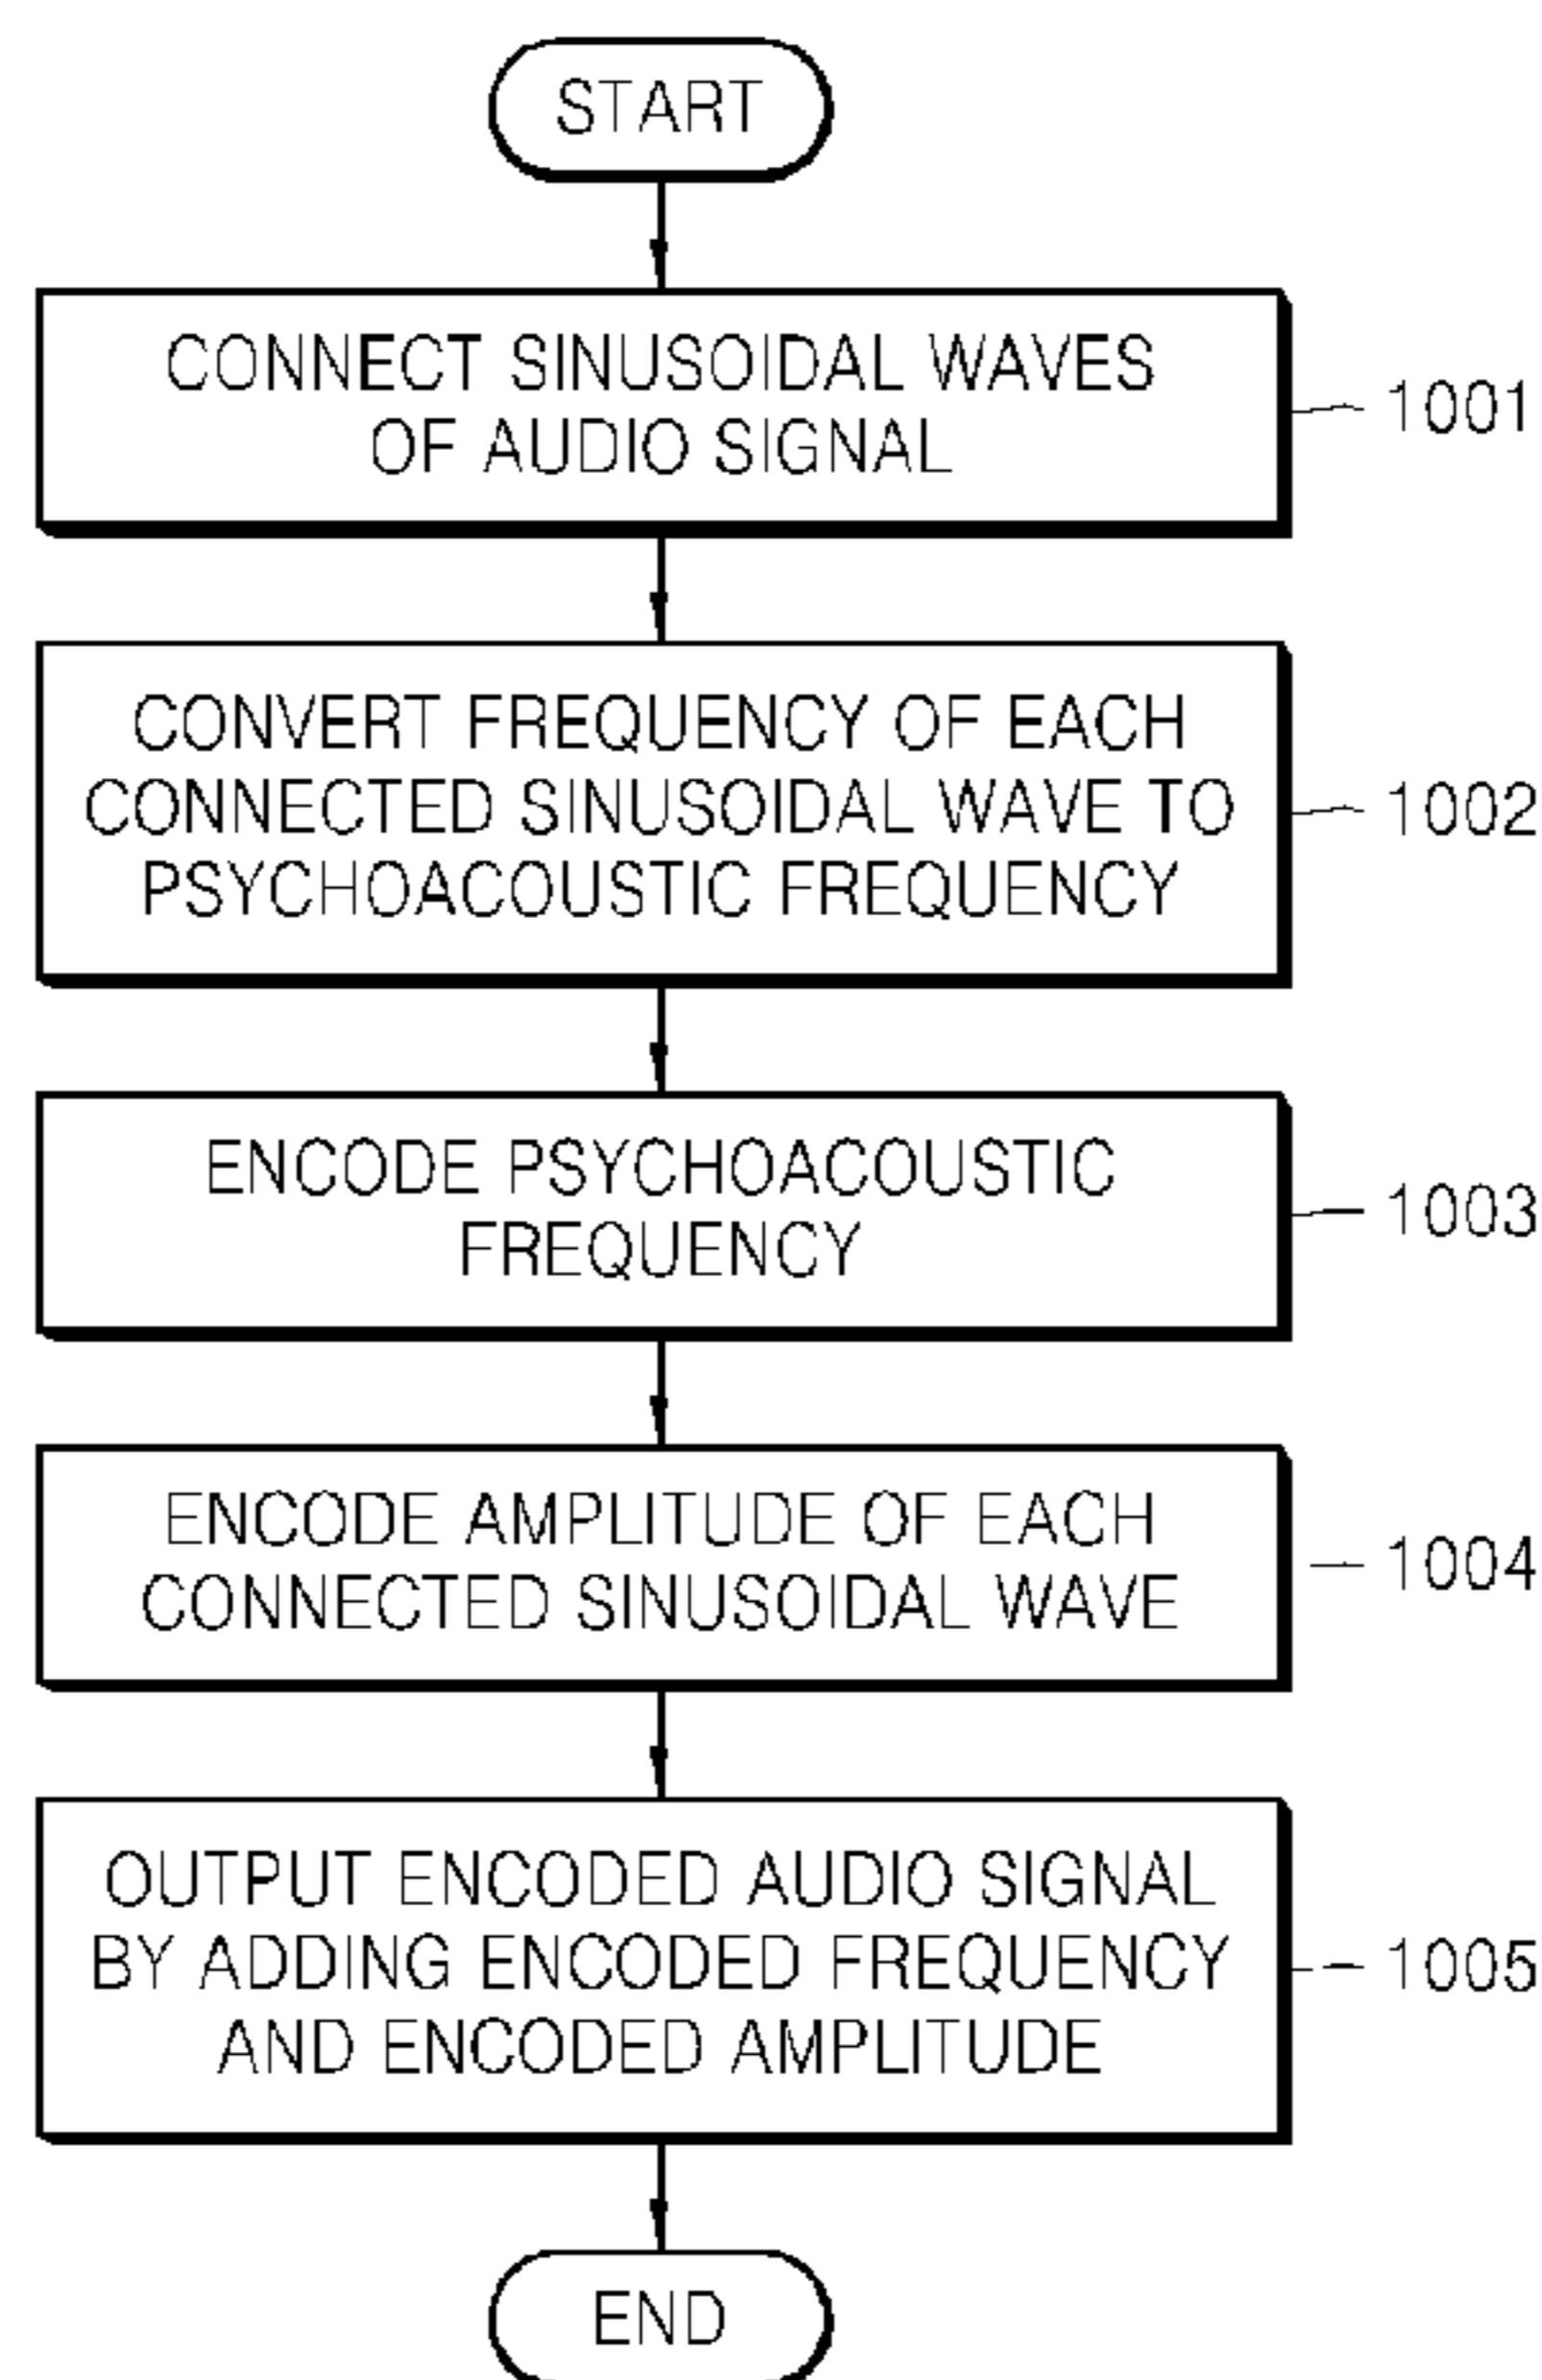 START
CONNECT SINUSOIDAL WAVES
OF AUDIO SIGNAL
1001
CONVERT FREQUENCY OF EACH
CONNECTED SINUSOIDAL WAVE TO
PSYCHOACOUSTIC FREQUENCY
1002
ENCODE PSYCHOACOUSTIC
FREQUENCY
1003
ENCODE AMPLITUDE OF EACH
CONNECTED SINUSOIDAL WAVE
1004
OUTPUT ENCODED AUDIO SIGNAL
BY ADDING ENCODED FREQUENCY
AND ENCODED AMPLITUDE
1005
END